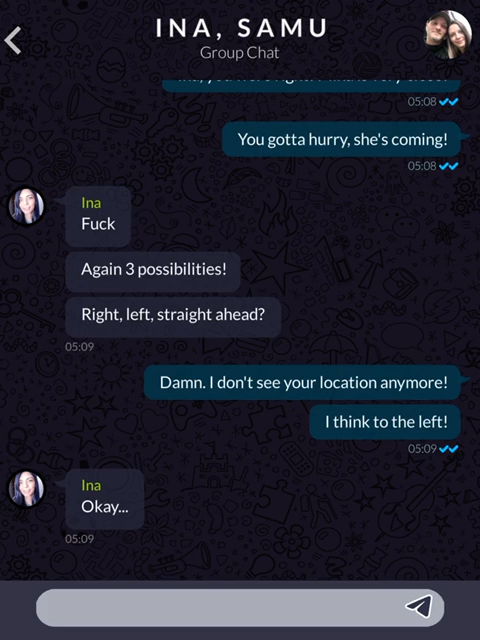 INA, SAMU
Group Chat
05:08
You gotta hurry, she's coming!
05:08
Ina
Fuck
Again 3 possibilities!
Right, left, straight ahead?
05:09
Damn. I don't see your location anymore!
I think to the left!
05:09
Ina
Okay...
05:09